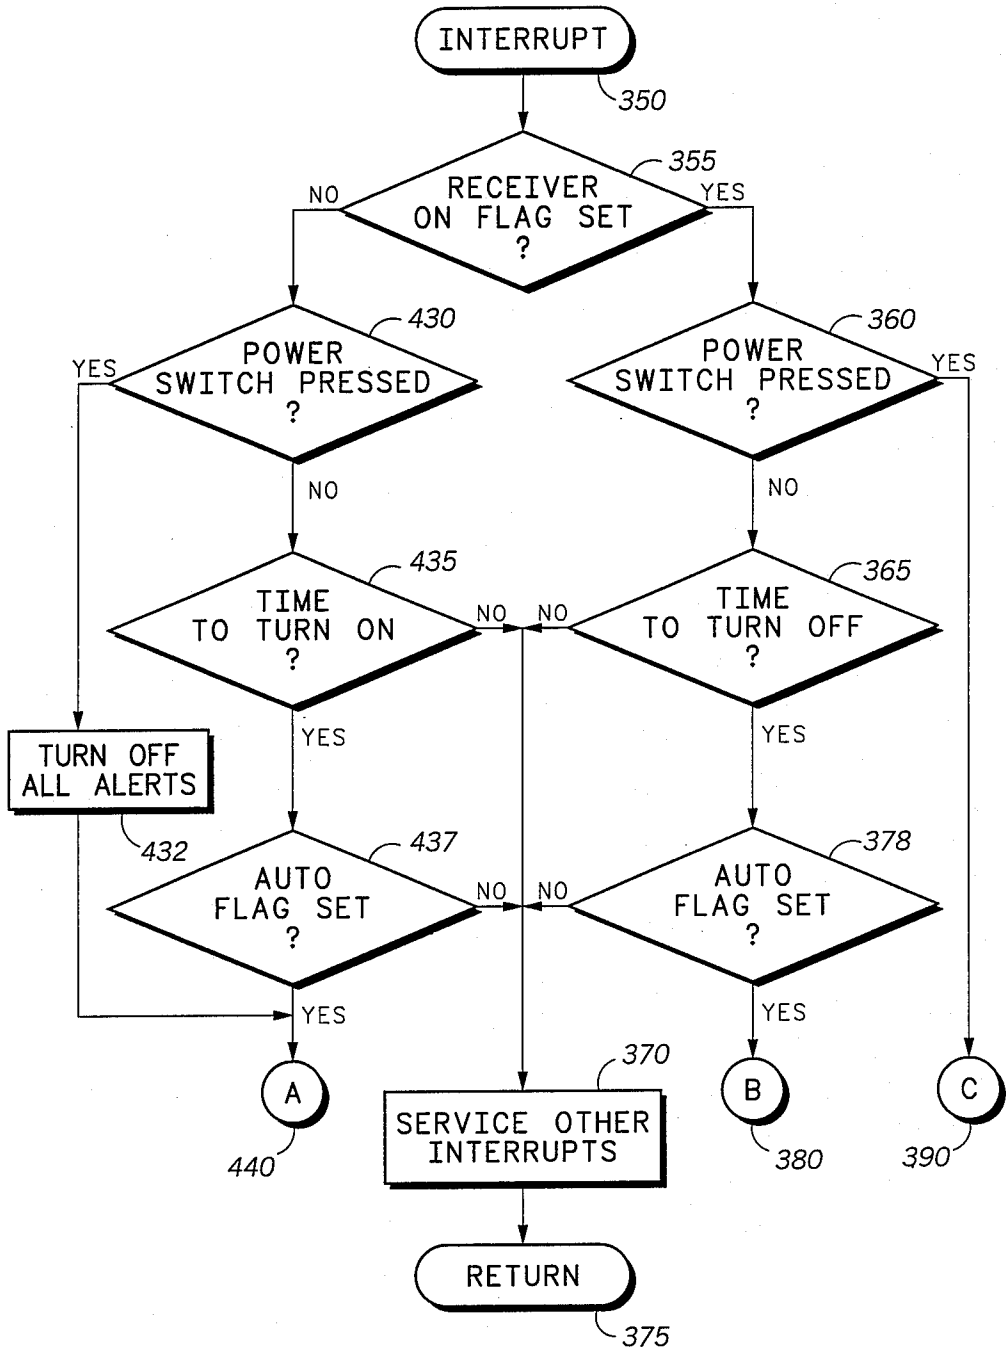 INTERRUPT
350
355
RECEIVER
ON FLAG SET
?
NO
YES
430
POWER
SWITCH PRESSED
?
YES
NO
360
POWER
SWITCH PRESSED
?
YES
NO
435
TIME
TO TURN ON
?
NO
YES
365
TIME
TO TURN OFF
?
NO
YES
TURN OFF
ALL ALERTS
432
437
AUTO
FLAG SET
?
NO
YES
378
AUTO
FLAG SET
?
NO
YES
A
440
370
SERVICE OTHER
INTERRUPTS
B
380
C
390
RETURN
375